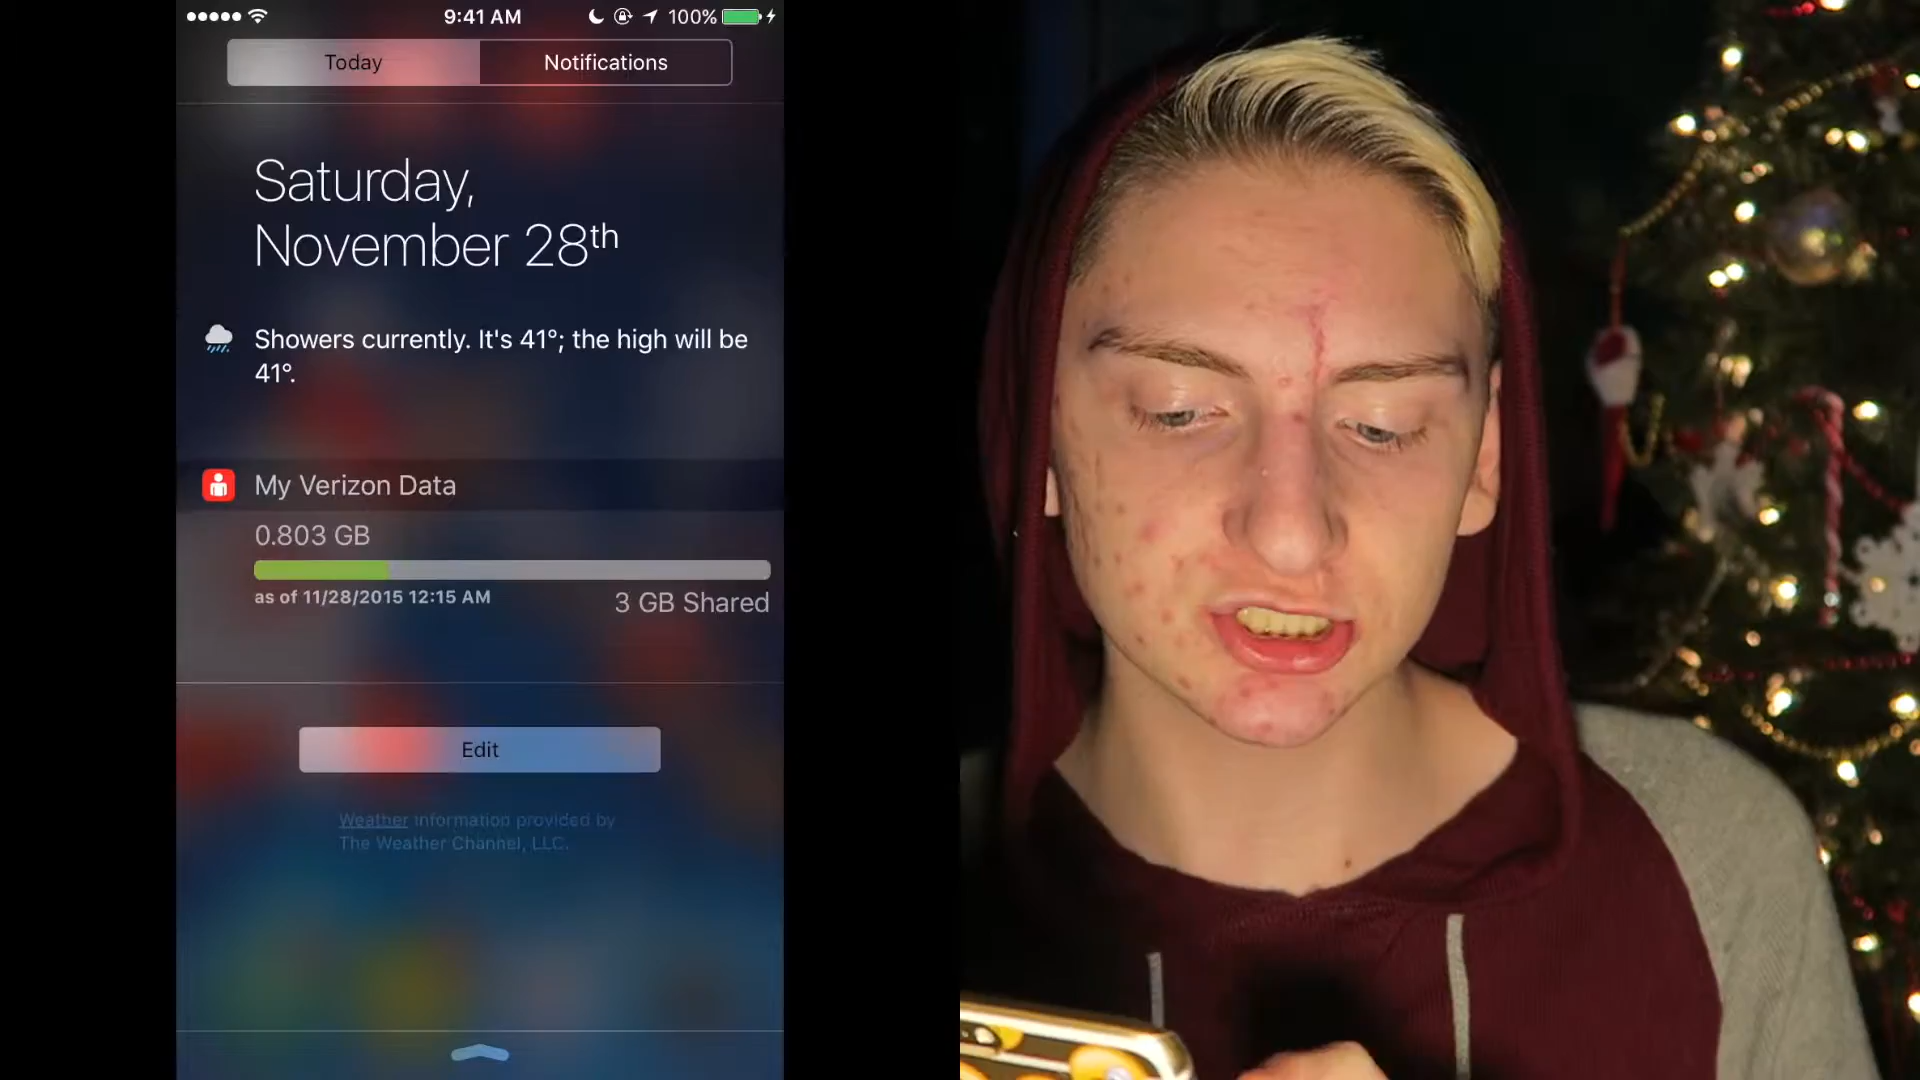 9:41 AM
100%
Today
Notifications
Saturday,
November 28th
Showers currently. It's 41°; the high will be
41°.
My Verizon Data
0.803 GB
as of 11/28/2015 12:15 AM
3 GB Shared
Edit
Weather information provided by
The Weather Channel, LLC.